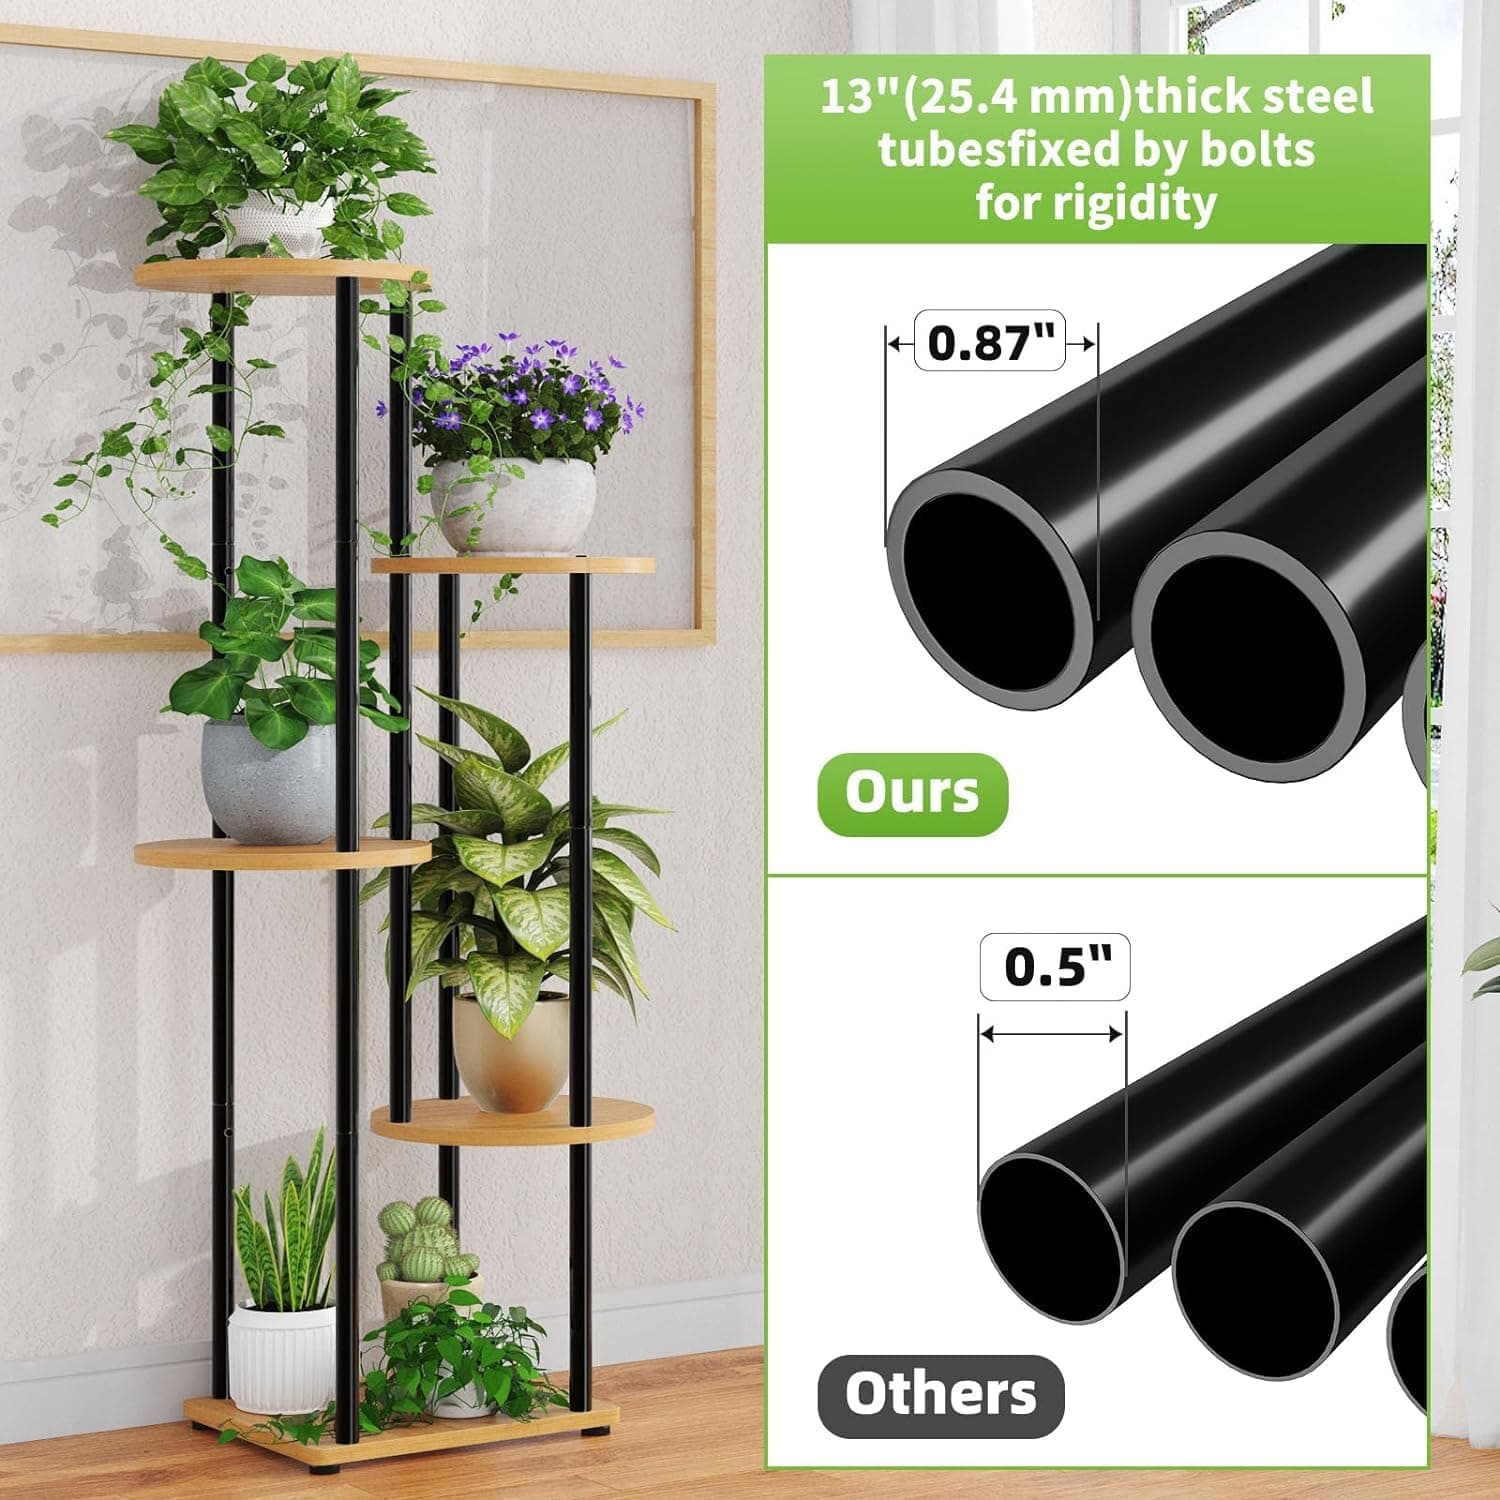 13"(25.4 mm)thick steel
tubesfixed by bolts
for rigidity
0.87"
Ours
0.5"
Others